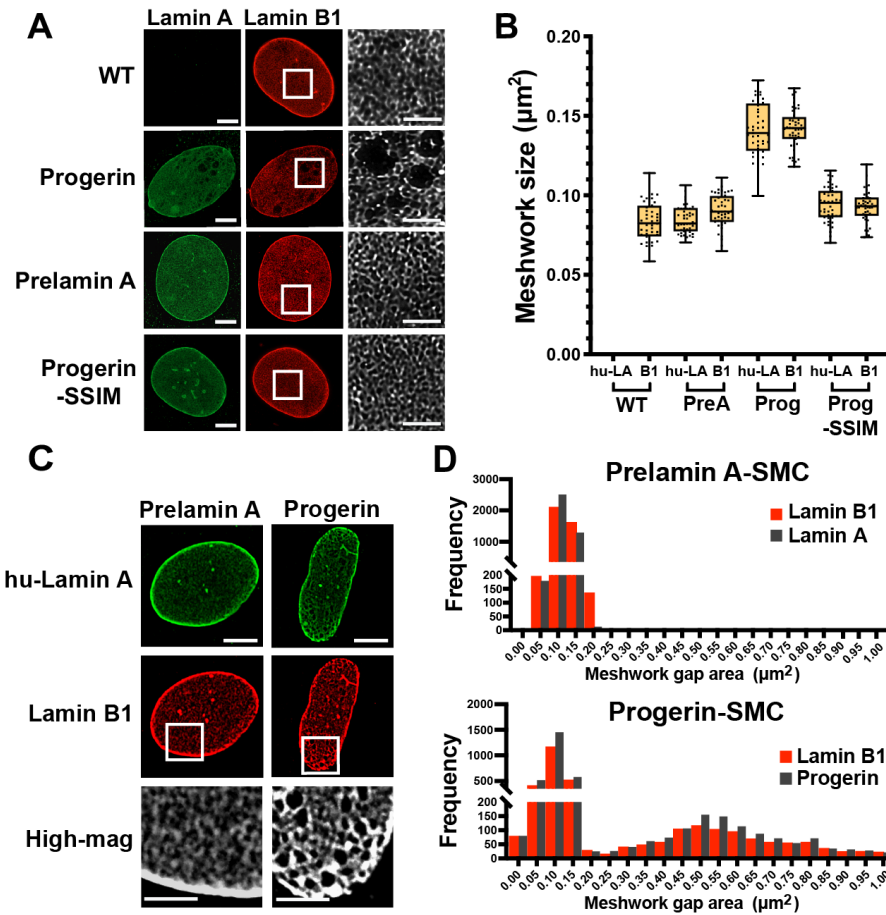 A
Lamin A Lamin B1
WT
Progerin
Prelamin A
Progerin
-SSIM
B
Meshwork size (µm²)
0.20
0.15
0.10
0.05
0.00
hu-LA B1 hu-LA B1 hu-LA B1 hu-LA B1
WT PreA Prog Prog
-SSIM
C
Prelamin A Progerin
hu-Lamin A
Lamin B1
High-mag
D
Prelamin A-SMC
Frequency
3000
2000
1000
200
150
100
50
0
Lamin B1
Lamin A
0.00 0.05 0.10 0.15 0.20 0.25 0.30 0.35 0.40 0.45 0.50 0.55 0.60 0.65 0.70 0.75 0.80 0.85 0.90 0.95 1.00
Meshwork gap area (µm²)
Progerin-SMC
Frequency
2000
1500
1000
500
200
150
100
50
0
Lamin B1
Progerin
0.00 0.05 0.10 0.15 0.20 0.25 0.30 0.35 0.40 0.45 0.50 0.55 0.60 0.65 0.70 0.75 0.80 0.85 0.90 0.95 1.00
Meshwork gap area (µm²)